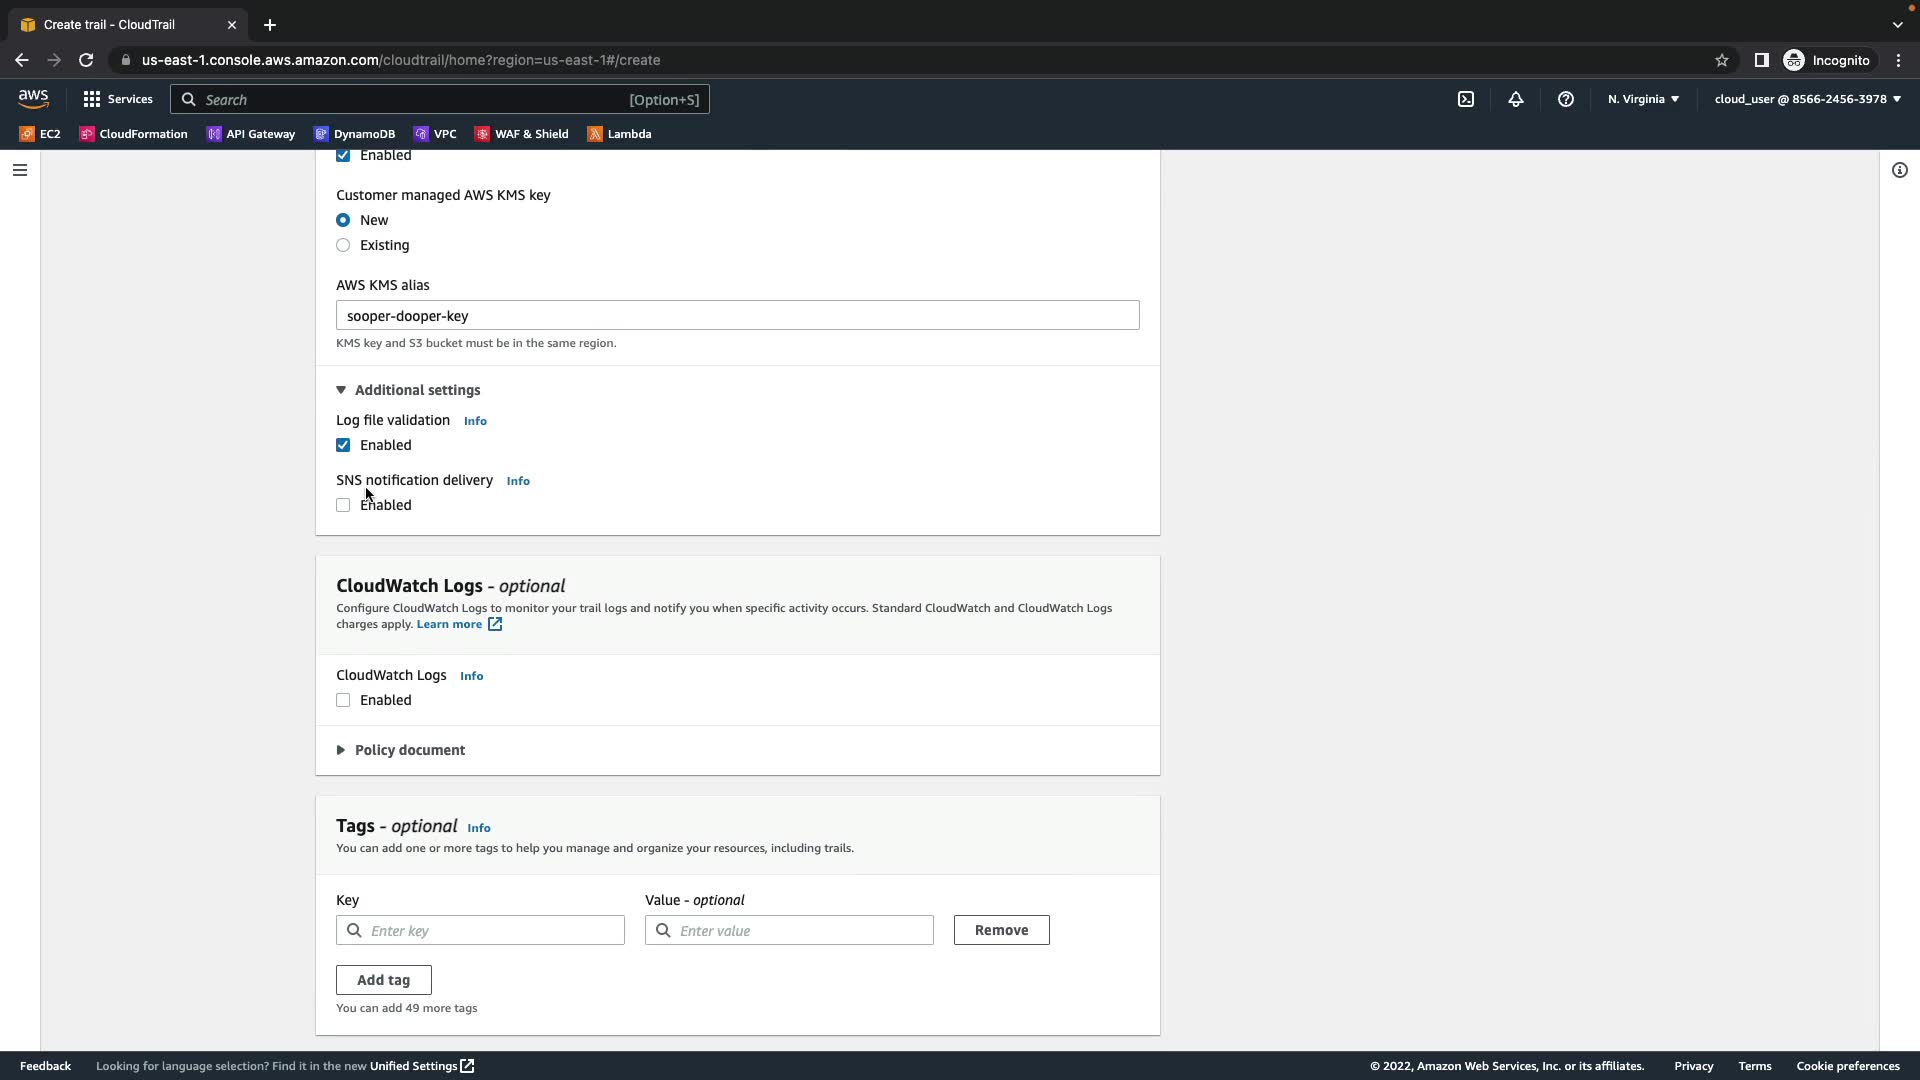 Create trail - CloudTrail
us-east-1.console.aws.amazon.com/cloudtrail/home?region=us-east-1#/create
Incognito
aws
Services
Search
[Option+S]
N. Virginia
cloud_user @ 8566-2456-3978
EC2
CloudFormation
API Gateway
DynamoDB
VPC
WAF & Shield
Lambda
Enabled
Customer managed AWS KMS key
New
Existing
AWS KMS alias
sooper-dooper-key
KMS key and S3 bucket must be in the same region.
Additional settings
Log file validation Info
Enabled
SNS notification delivery Info
Enabled
CloudWatch Logs - optional
Configure CloudWatch Logs to monitor your trail logs and notify you when specific activity occurs. Standard CloudWatch and CloudWatch Logs
charges apply. Learn more
CloudWatch Logs Info
Enabled
Policy document
Tags - optional Info
You can add one or more tags to help you manage and organize your resources, including trails.
Key
Value - optional
Enter key
Enter value
Remove
Add tag
You can add 49 more tags
Feedback
Looking for language selection? Find it in the new Unified Settings
© 2022, Amazon Web Services, Inc. or its affiliates.
Privacy
Terms
Cookie preferences